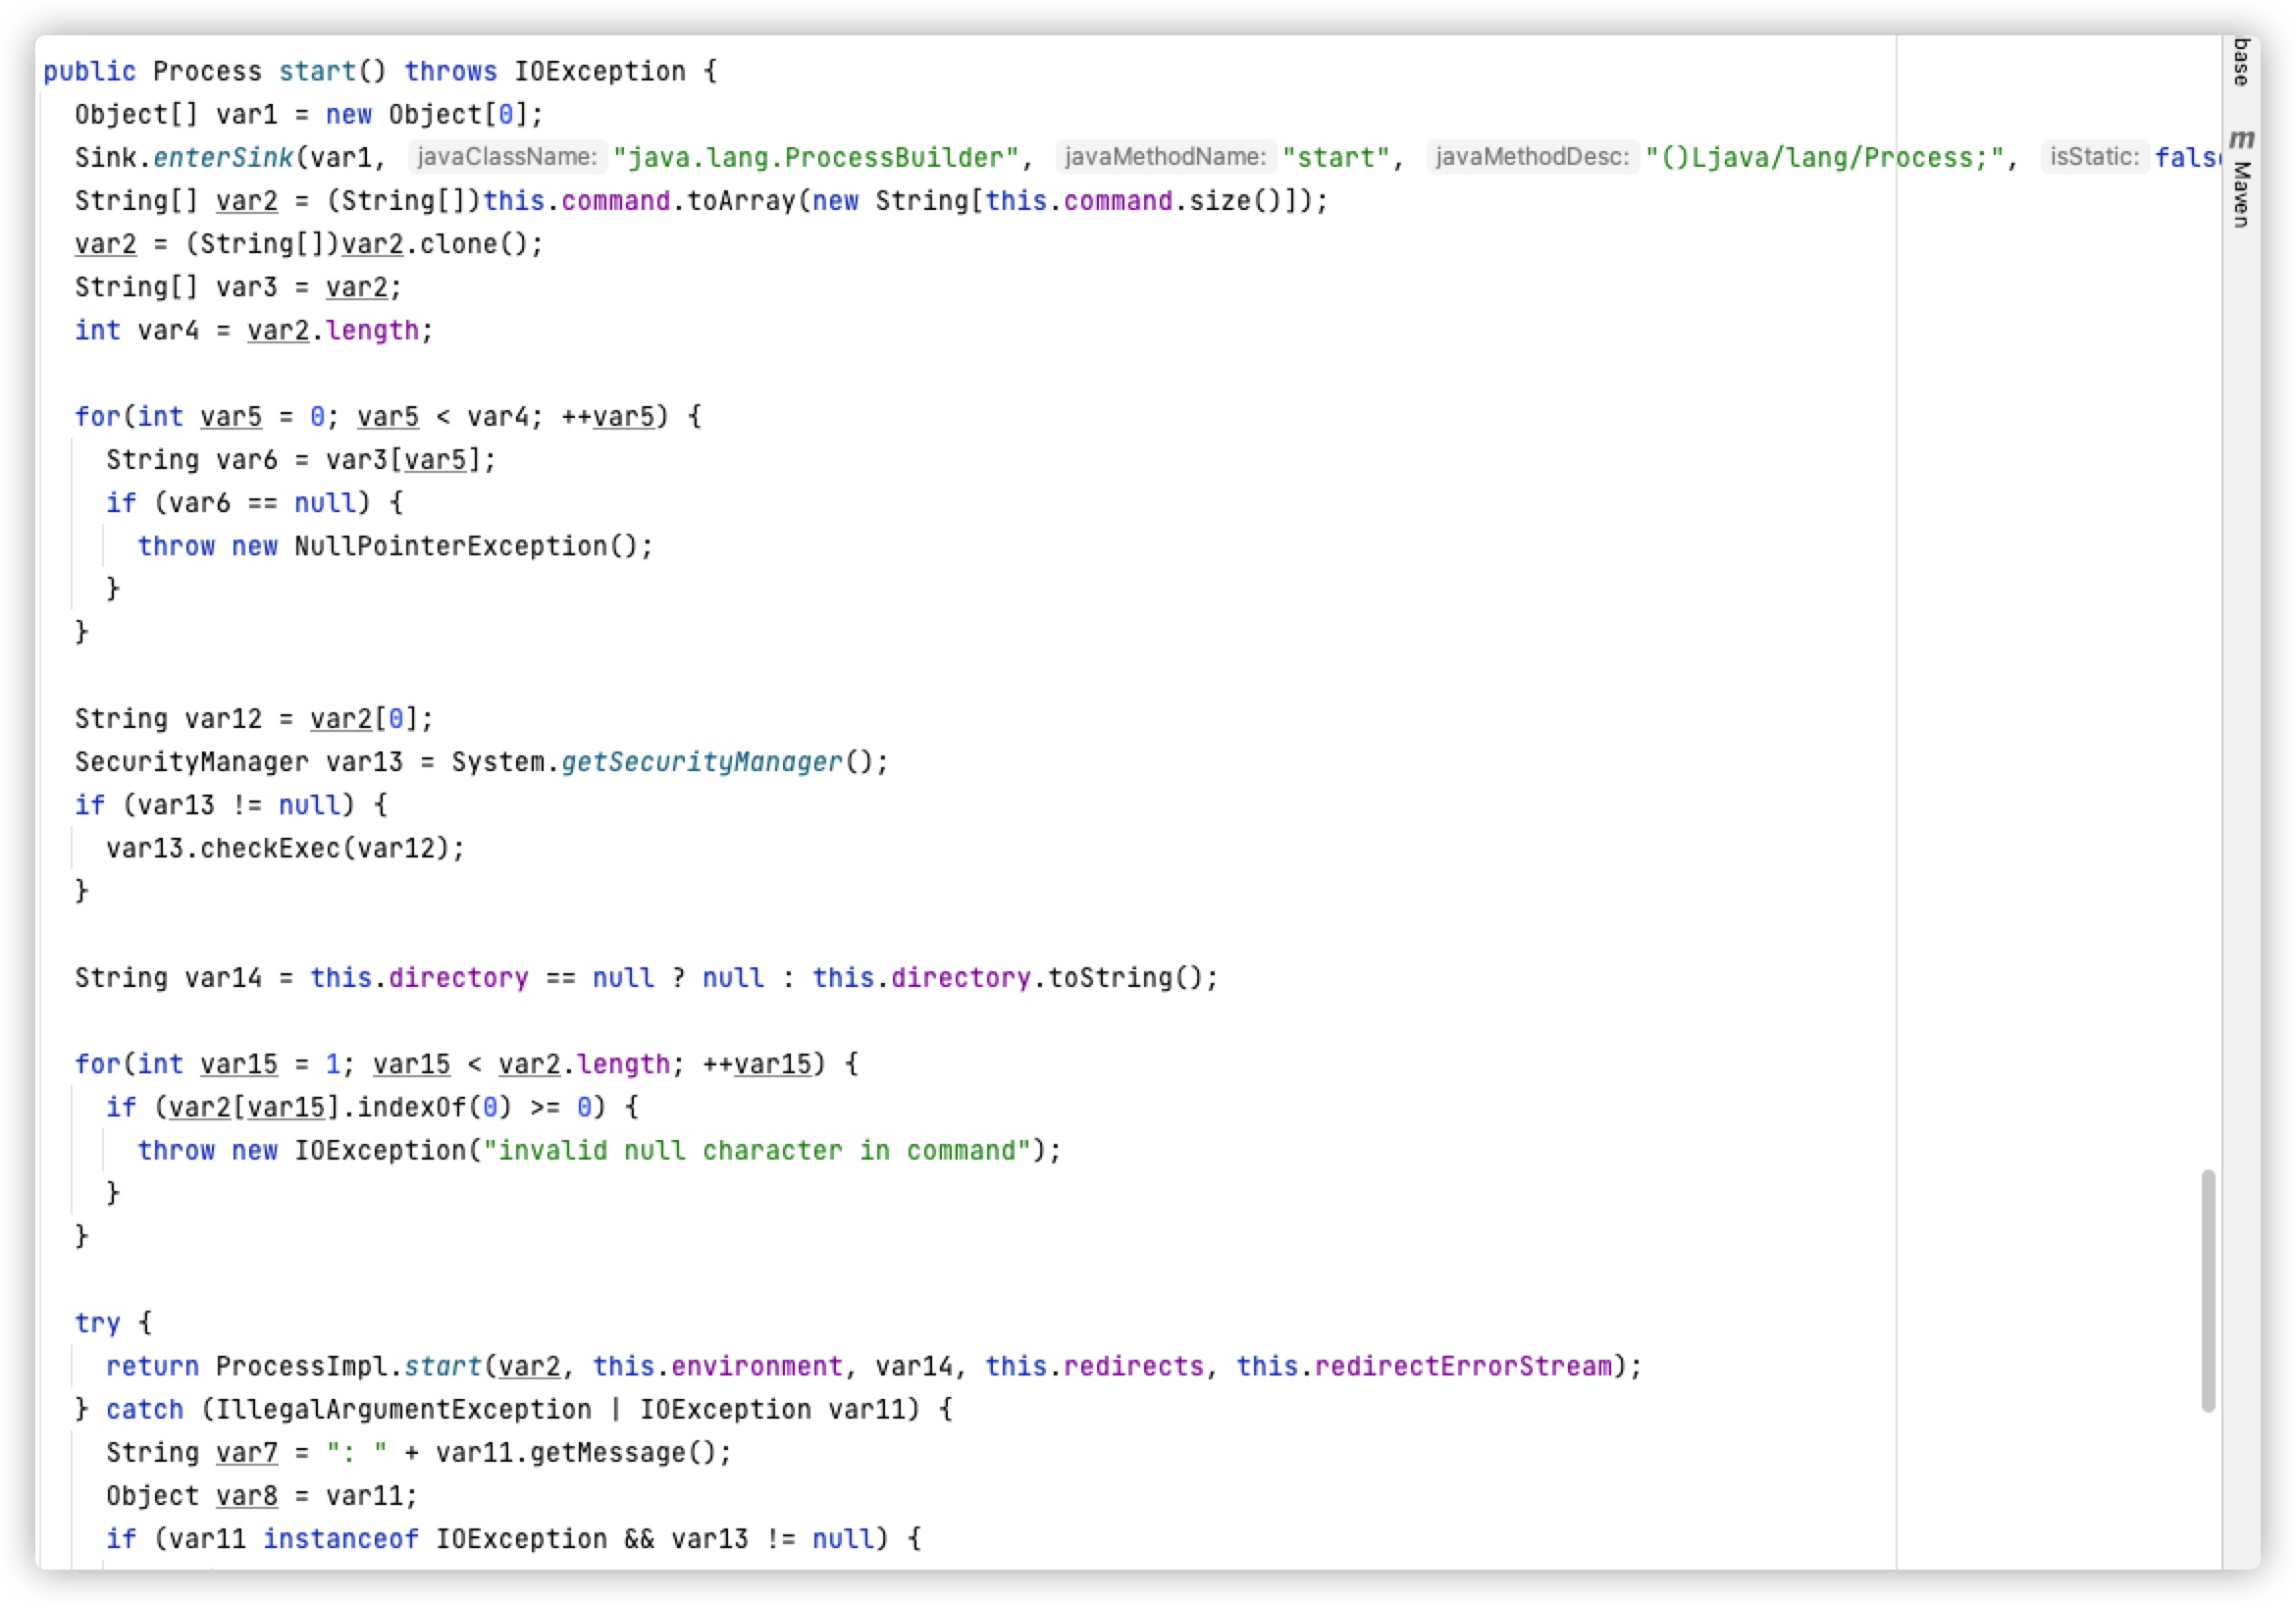 public Process start() throws IOException {
  Object[] var1 = new Object[0];
  Sink.enterSink(var1, javaClassName: "java.lang.ProcessBuilder", javaMethodName: "start", javaMethodDesc: "()Ljava/lang/Process;", isStatic: fals
  String[] var2 = (String[])this.command.toArray(new String[this.command.size()]);
  var2 = (String[])var2.clone();
  String[] var3 = var2;
  int var4 = var2.length;

  for(int var5 = 0; var5 < var4; ++var5) {
    String var6 = var3[var5];
    if (var6 == null) {
      throw new NullPointerException();
    }
  }

  String var12 = var2[0];
  SecurityManager var13 = System.getSecurityManager();
  if (var13 != null) {
    var13.checkExec(var12);
  }

  String var14 = this.directory == null ? null : this.directory.toString();

  for(int var15 = 1; var15 < var2.length; ++var15) {
    if (var2[var15].indexOf(0) >= 0) {
      throw new IOException("invalid null character in command");
    }
  }

  try {
    return ProcessImpl.start(var2, this.environment, var14, this.redirects, this.redirectErrorStream);
  } catch (IllegalArgumentException | IOException var11) {
    String var7 = ": " + var11.getMessage();
    Object var8 = var11;
    if (var11 instanceof IOException && var13 != null) {
base
m Maven